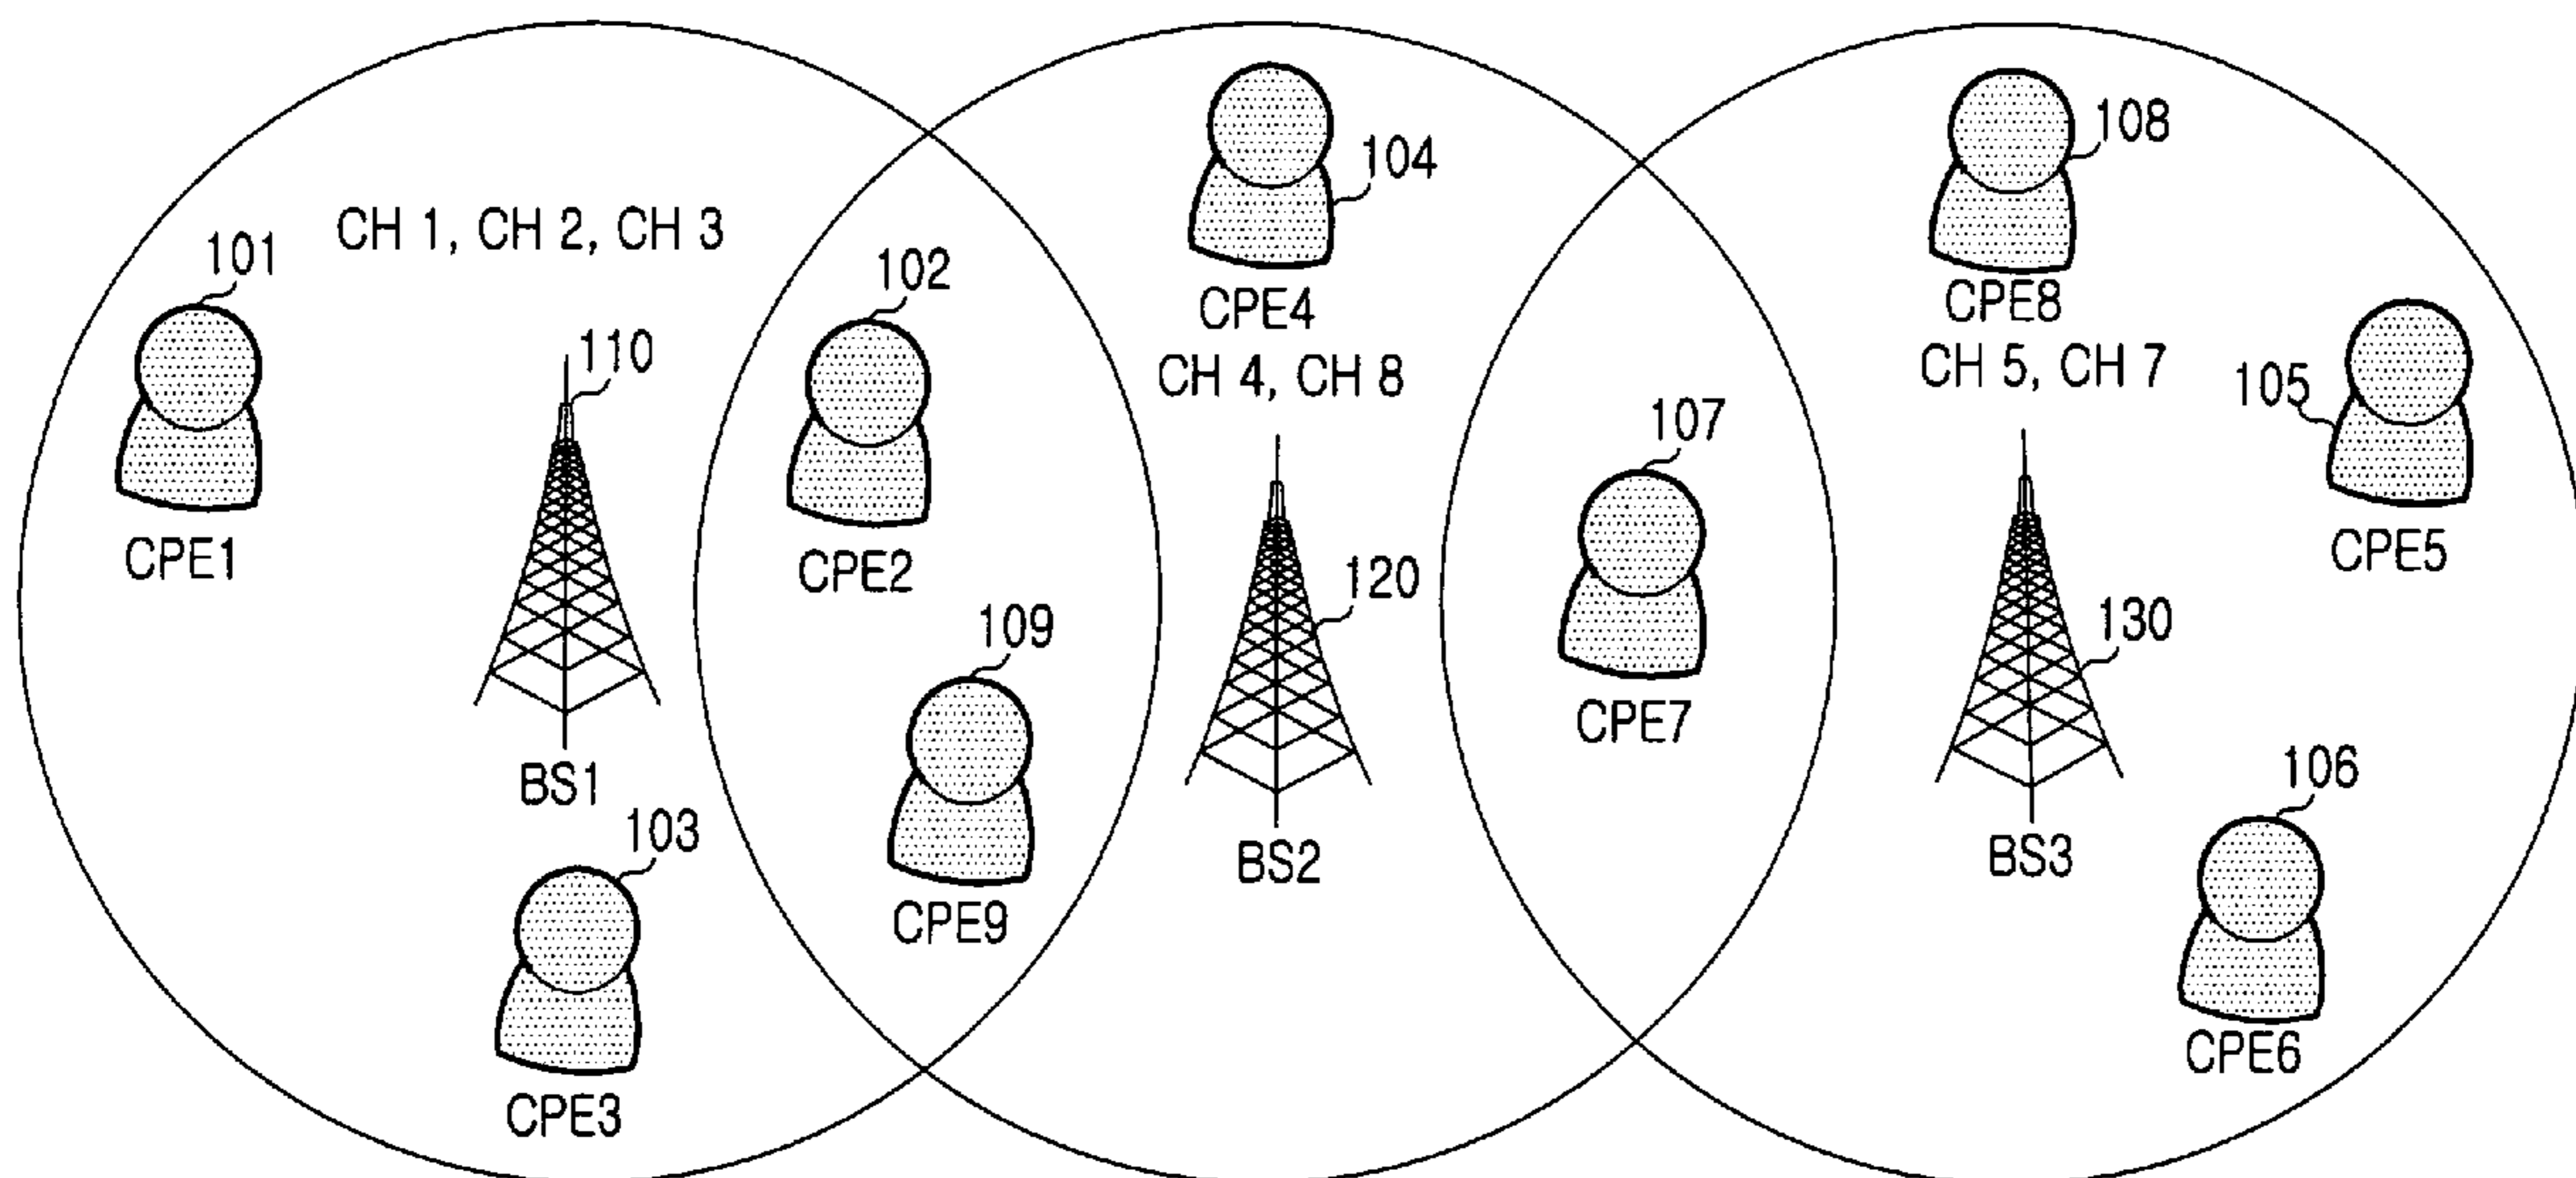 CH 1, CH 2, CH 3
101
CPE1
110
BS1
103
CPE3
102
CPE2
109
CPE9
104
CPE4
CH 4, CH 8
120
BS2
107
CPE7
108
CPE8
CH 5, CH 7
105
CPE5
130
BS3
106
CPE6